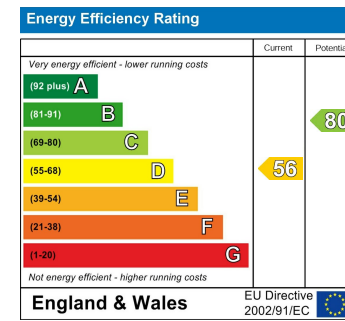 Energy Efficiency Rating
Current Potentia
Very energy efficient - lower running costs
(92 plus) A
(81-91) B
80
(69-80) C
(55-68) D
56
(39-54) E
(21-38) F
(1-20) G
Not energy efficient - higher running costs
England & Wales
EU Directive
2002/91/EC